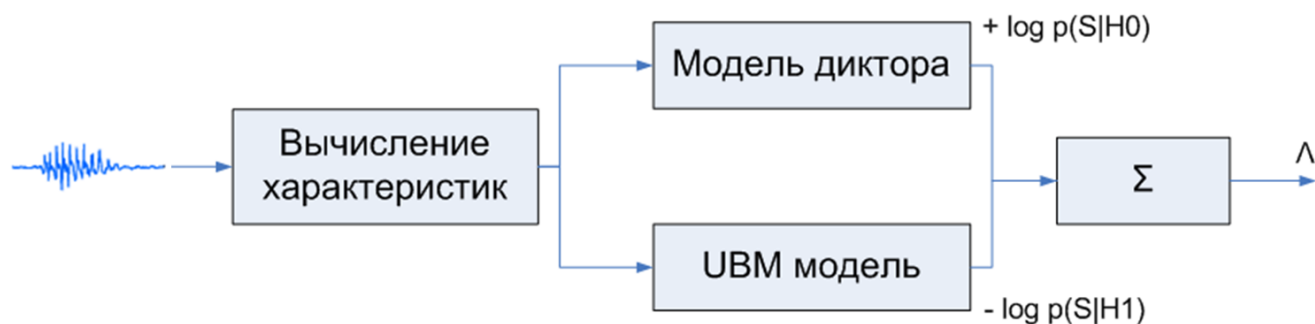 + log p(S|H0)
Модель диктора
Вычисление
характеристик
Σ
Λ
UBM модель
- log p(S|H1)